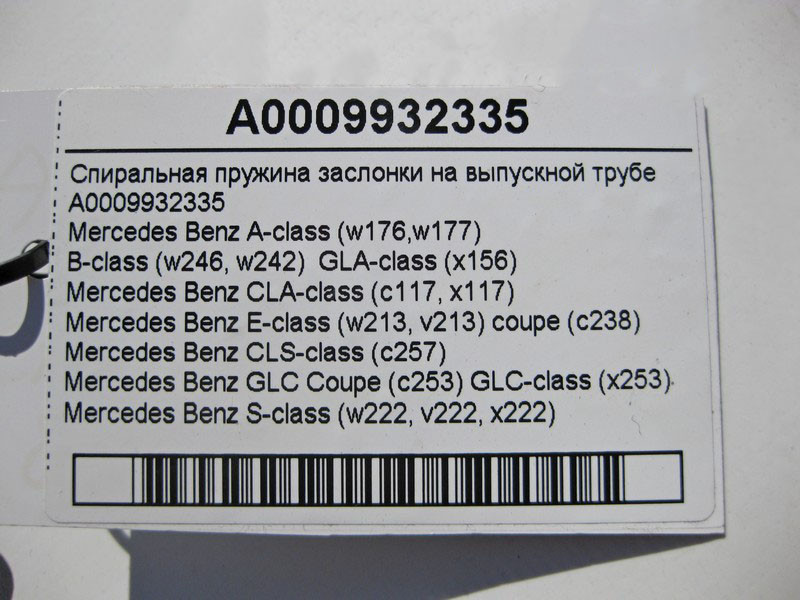 A0009932335
Спиральная пружина заслонки на выпускной трубе
A0009932335
Mercedes Benz A-class (w176,w177)
B-class (w246, w242) GLA-class (x156)
Mercedes Benz CLA-class (c117, x117)
Mercedes Benz E-class (w213, v213) coupe (c238)
Mercedes Benz CLS-class (c257)
Mercedes Benz GLC Coupe (c253) GLC-class (x253)
Mercedes Benz S-class (w222, v222, x222)